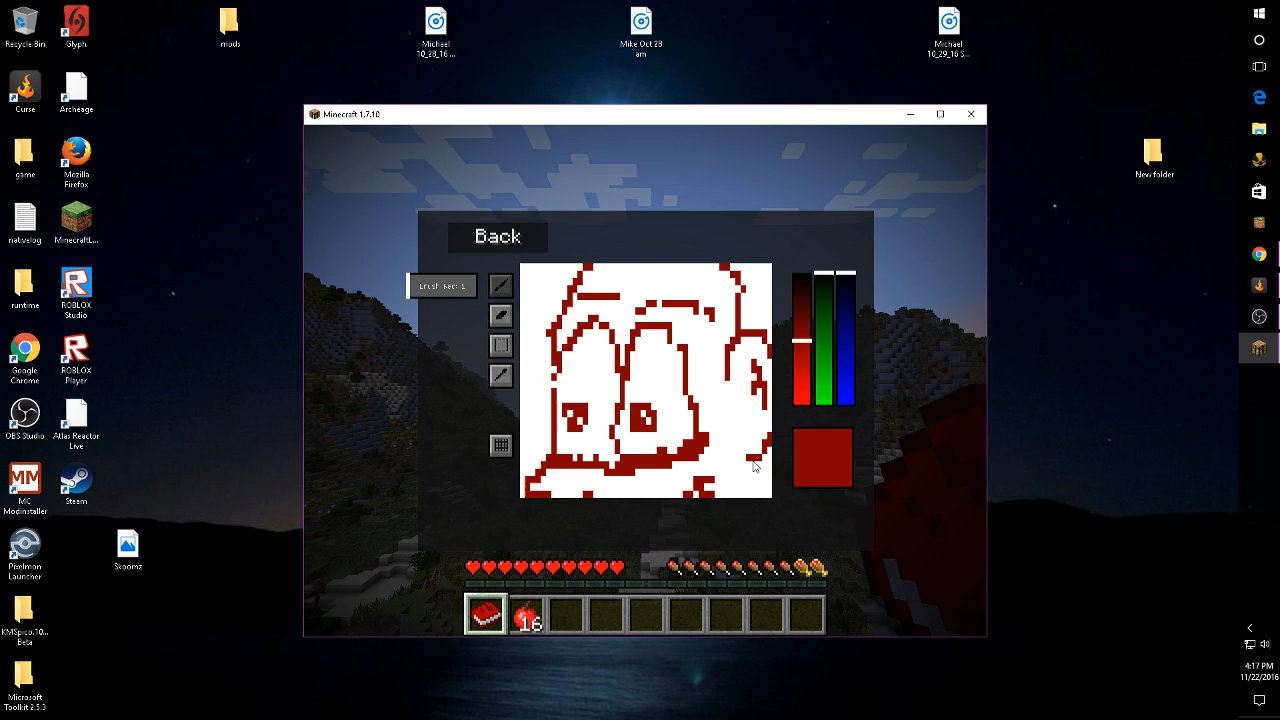 Recycle Bin
Glyph
mods
Michael
10_28_16 ...
Mike Oct 28
am
Michael
10_29_16 S...
Curse
Archeage
Minecraft 1.7.10
game
Mozilla
Firefox
New folder
nativelog
MinecraftL...
Back
runtime
ROBLOX
Studio
Google
Chrome
ROBLOX
Player
OBS Studio
Atlas Reactor
Live
MM
MC
Modinstaller
Steam
Pixelmon
Launcher
Skoomz
16
KMSpico.10...
Beta
4:17 PM
11/22/2016
Microsoft
Toolkit 2.5.3